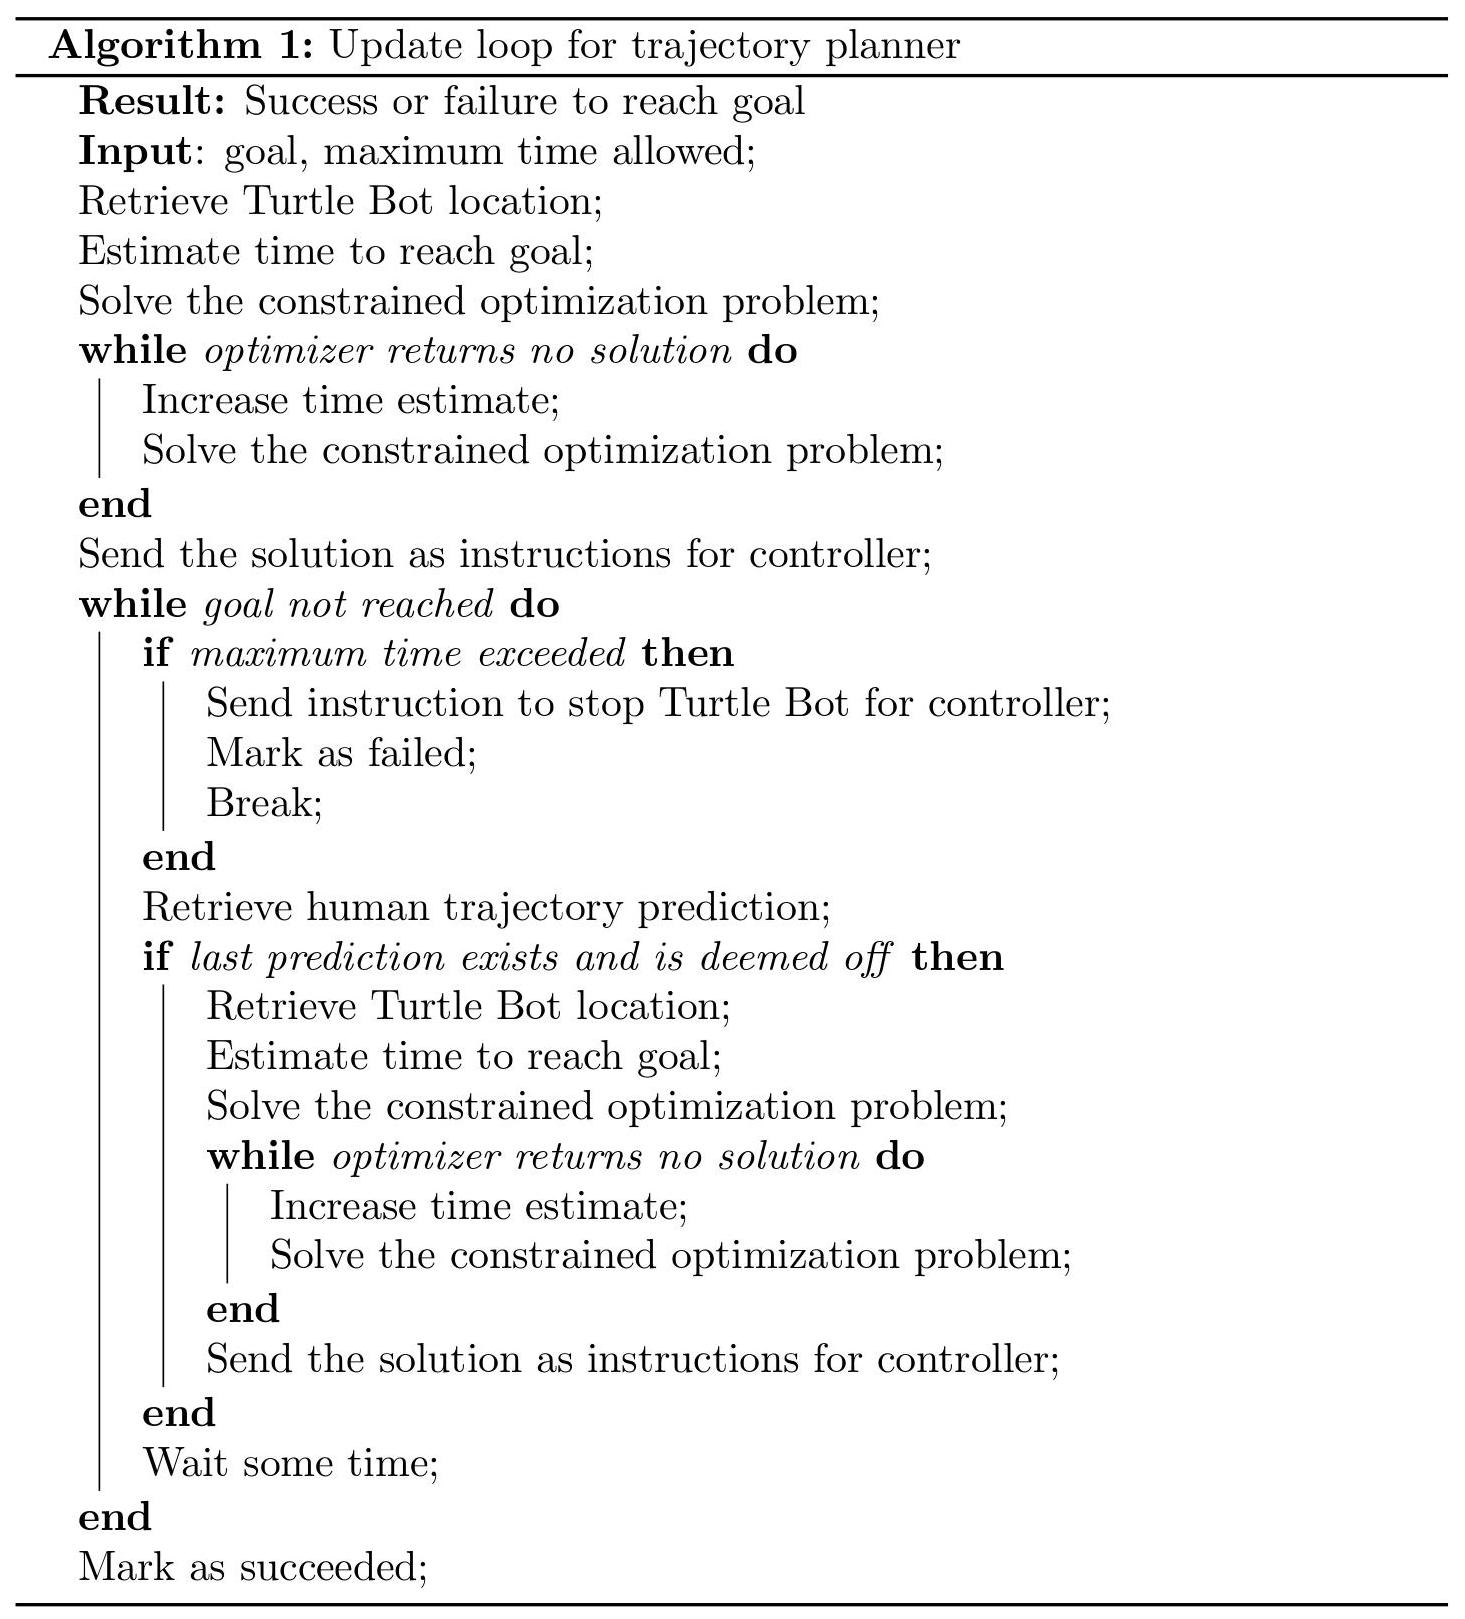 Algorithm 1: Update loop for trajectory planner
Result: Success or failure to reach goal
Input: goal, maximum time allowed;
Retrieve Turtle Bot location;
Estimate time to reach goal;
Solve the constrained optimization problem;
while optimizer returns no solution do
Increase time estimate;
Solve the constrained optimization problem;
end
Send the solution as instructions for controller;
while goal not reached do
if maximum time exceeded then
Send instruction to stop Turtle Bot for controller;
Mark as failed;
Break;
end
Retrieve human trajectory prediction;
if last prediction exists and is deemed off then
Retrieve Turtle Bot location;
Estimate time to reach goal;
Solve the constrained optimization problem;
while optimizer returns no solution do
Increase time estimate;
Solve the constrained optimization problem;
end
Send the solution as instructions for controller;
end
Wait some time;
end
Mark as succeeded;